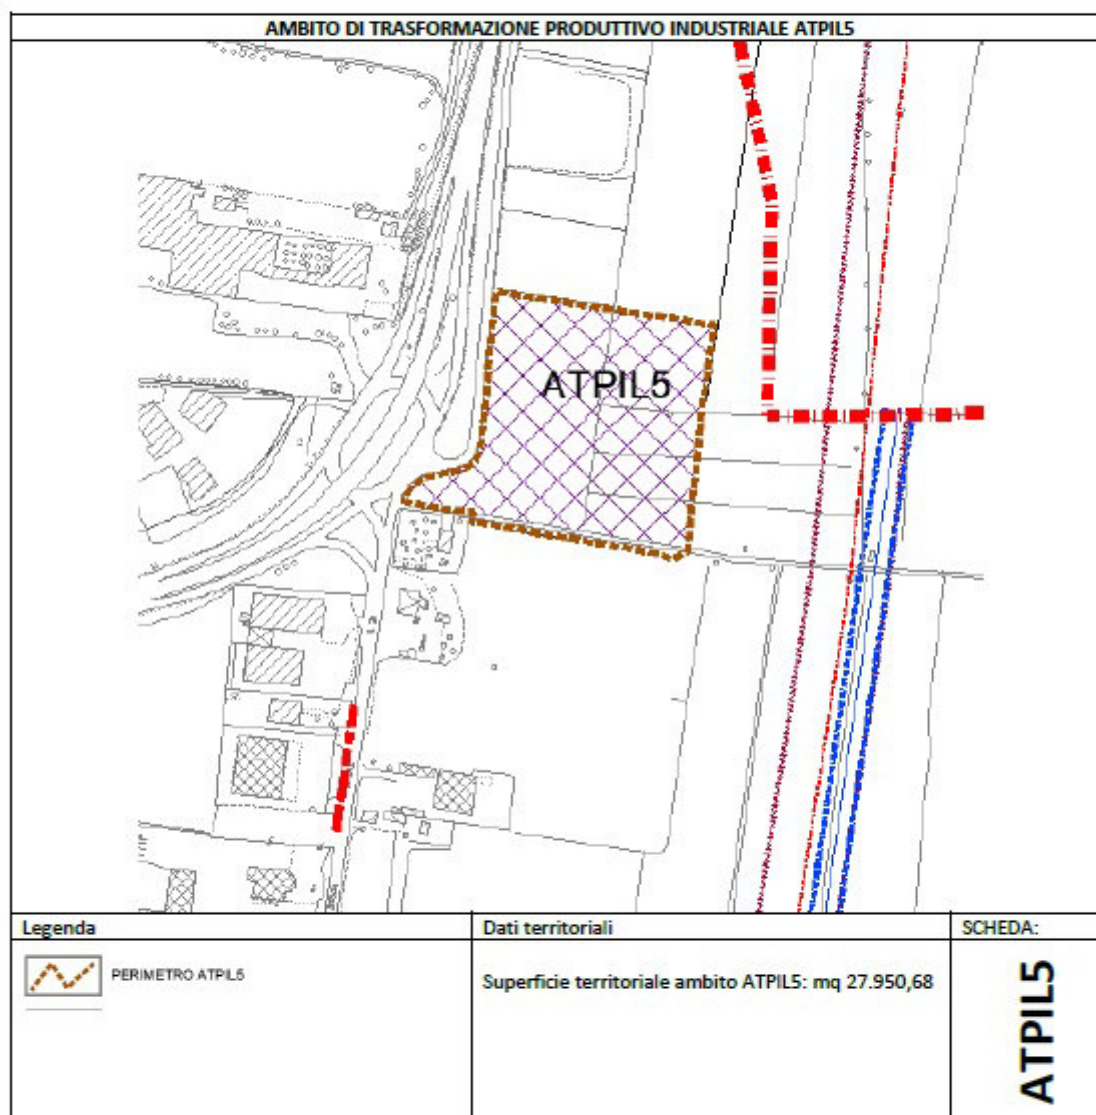 AMBITO DI TRASFORMAZIONE PRODUTTIVO INDUSTRIALE ATPIL5
ATPIL5
Legenda
Dati territoriali
SCHEDA:
PERIMETRO ATPIL5
Superficie territoriale ambito ATPIL5: mq 27.950,68
ATPIL5